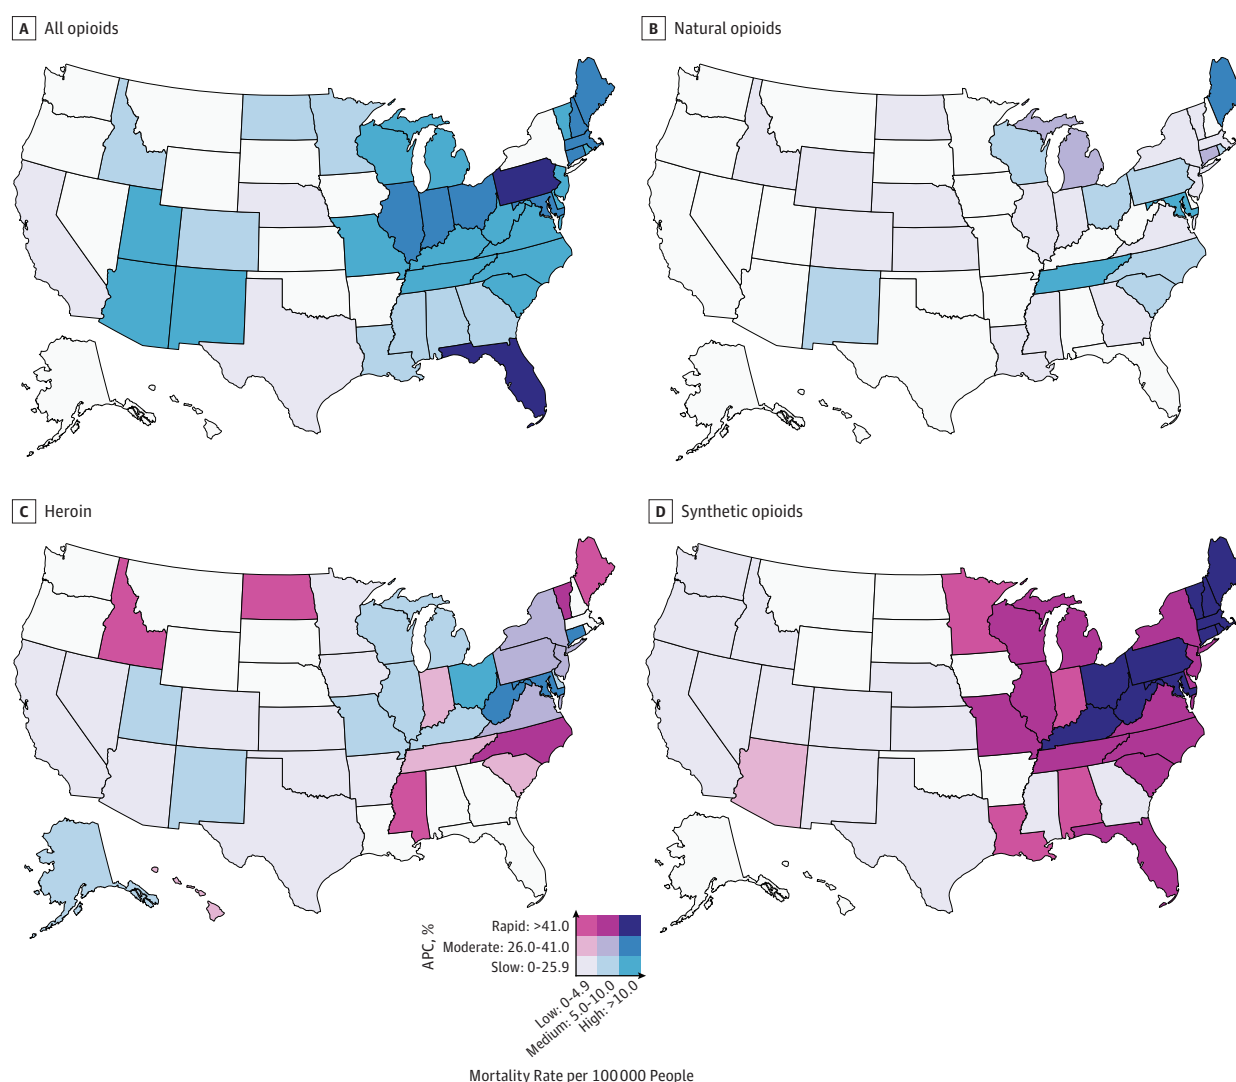 A All opioids
B Natural opioids
C Heroin
D Synthetic opioids
APC, %
Rapid: >41.0
Moderate: 26.0-41.0
Slow: 0-25.9
Low: 0-4.9
Medium: 5.0-10.0
High: >10.0
Mortality Rate per 100 000 People